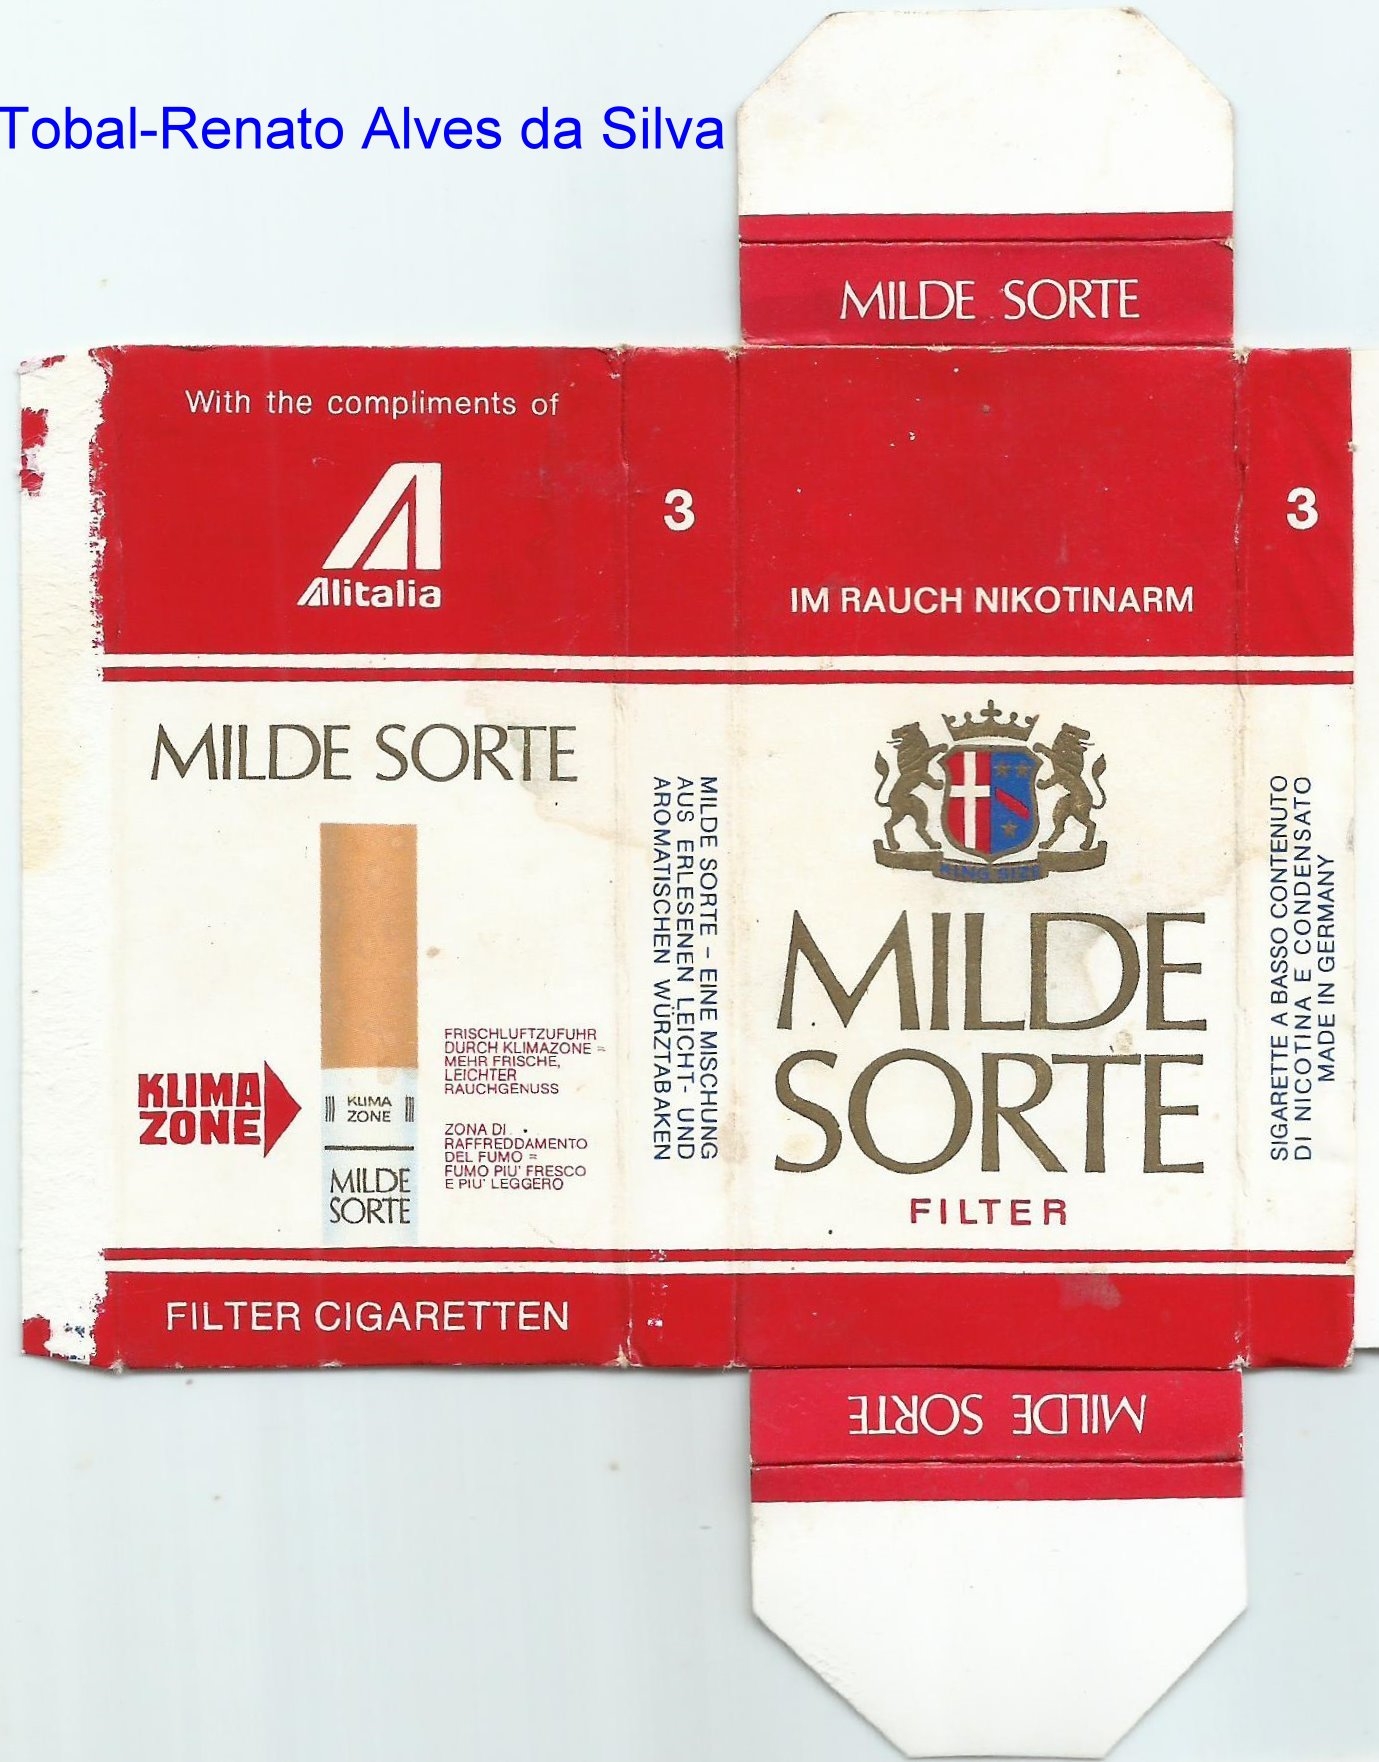 Tobal-Renato Alves da Silva
MILDE SORTE
With the compliments of
Alitalia
3
IM RAUCH NIKOTINARM
3
MILDE SORTE
KLIMA
ZONE
KLIMA
ZONE
MILDE
SORTE
FRISCHLUFTZUFUHR
DURCH KLIMAZONE =
MEHR FRISCHE,
LEICHTER
RAUCHGENUSS
ZONA DI
RAFFREDDAMENTO
DEL FUMO =
FUMO PIU' FRESCO
E PIU' LEGGERO
FILTER CIGARETTEN
MILDE SORTE – EINE MISCHUNG
AUS ERLESENEN LEICHT- UND
AROMATISCHEN WÜRZTABAKEN
KING SIZE
MILDE
SORTE
FILTER
SIGARETTE A BASSO CONTENUTO
DI NICOTINA E CONDENSATO
MADE IN GERMANY
MILDE SORTE